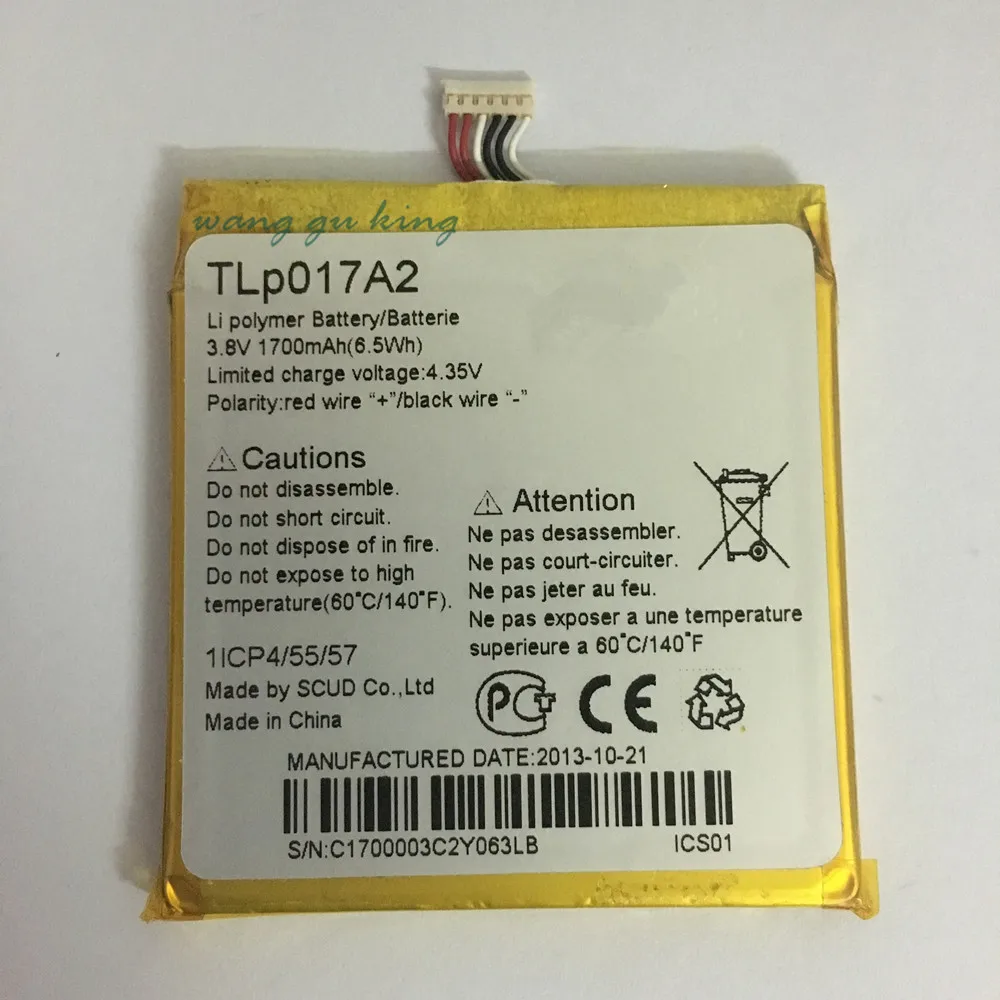 wang gu king
TLp017A2
Li polymer Battery/Batterie
3.8V 1700mAh(6.5Wh)
Limited charge voltage:4.35V
Polarity:red wire “+”/black wire “-”
Cautions
Do not disassemble.
Do not short circuit.
Do not dispose of in fire.
Do not expose to high
temperature(60°C/140°F).
Attention
Ne pas desassembler.
Ne pas court-circuiter.
Ne pas jeter au feu.
Ne pas exposer a une temperature
superieure a 60°C/140°F
1ICP4/55/57
Made by SCUD Co.,Ltd
Made in China
PCT CE
MANUFACTURED DATE:2013-10-21
S/N:C1700003C2Y063LB ICS01